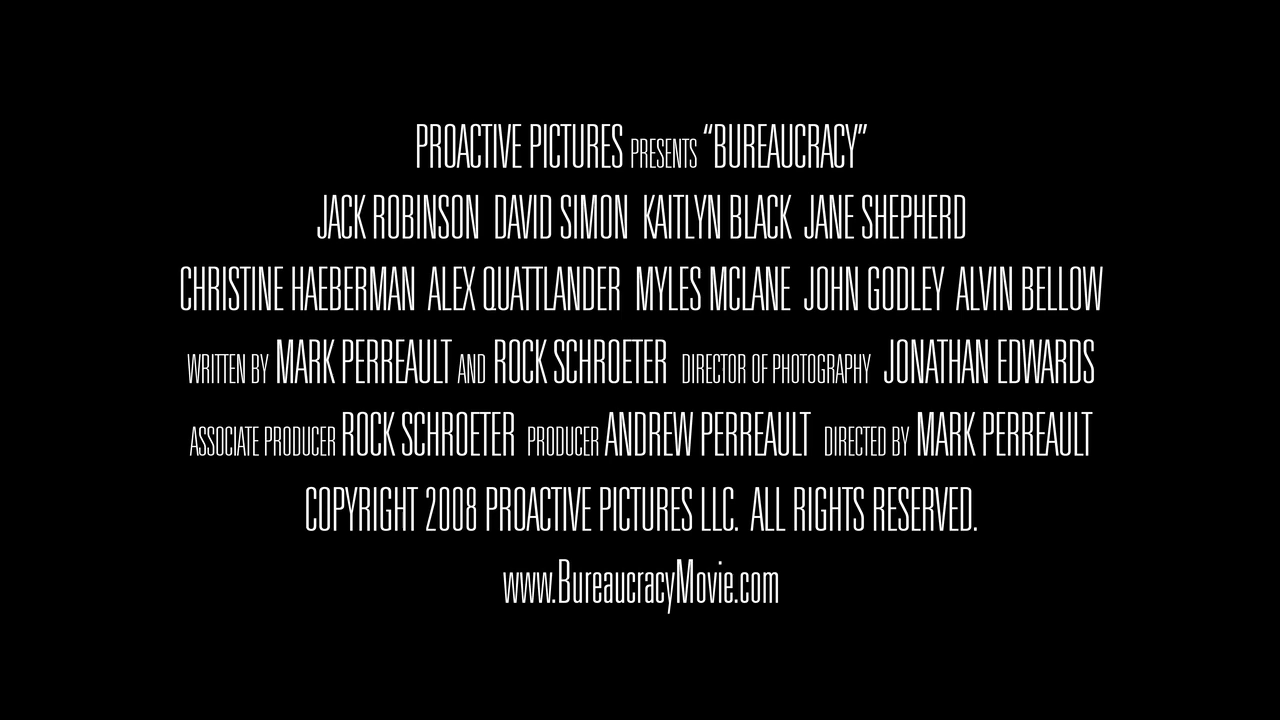 PROACTIVE PICTURES PRESENTS “BUREAUCRACY”
JACK ROBINSON DAVID SIMON KAITLYN BLACK JANE SHEPHERD
CHRISTINE HAEBERMAN ALEX QUATTLANDER MYLES MCLANE JOHN GODLEY ALVIN BELLOW
WRITTEN BY MARK PERREAULT AND ROCK SCHROETER DIRECTOR OF PHOTOGRAPHY JONATHAN EDWARDS
ASSOCIATE PRODUCER ROCK SCHROETER PRODUCER ANDREW PERREAULT DIRECTED BY MARK PERREAULT
COPYRIGHT 2008 PROACTIVE PICTURES LLC. ALL RIGHTS RESERVED.
www.BureaucracyMovie.com